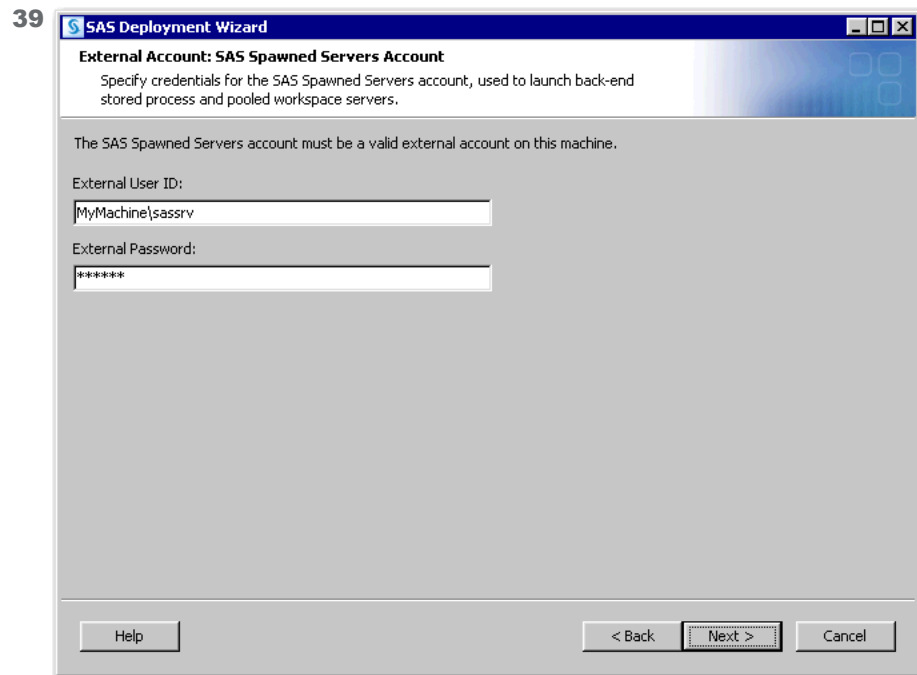 39
SAS Deployment Wizard
External Account: SAS Spawned Servers Account
Specify credentials for the SAS Spawned Servers account, used to launch back-end
stored process and pooled workspace servers.
The SAS Spawned Servers account must be a valid external account on this machine.
External User ID:
MyMachine\sassrv
External Password:
******
Help
< Back
Next >
Cancel